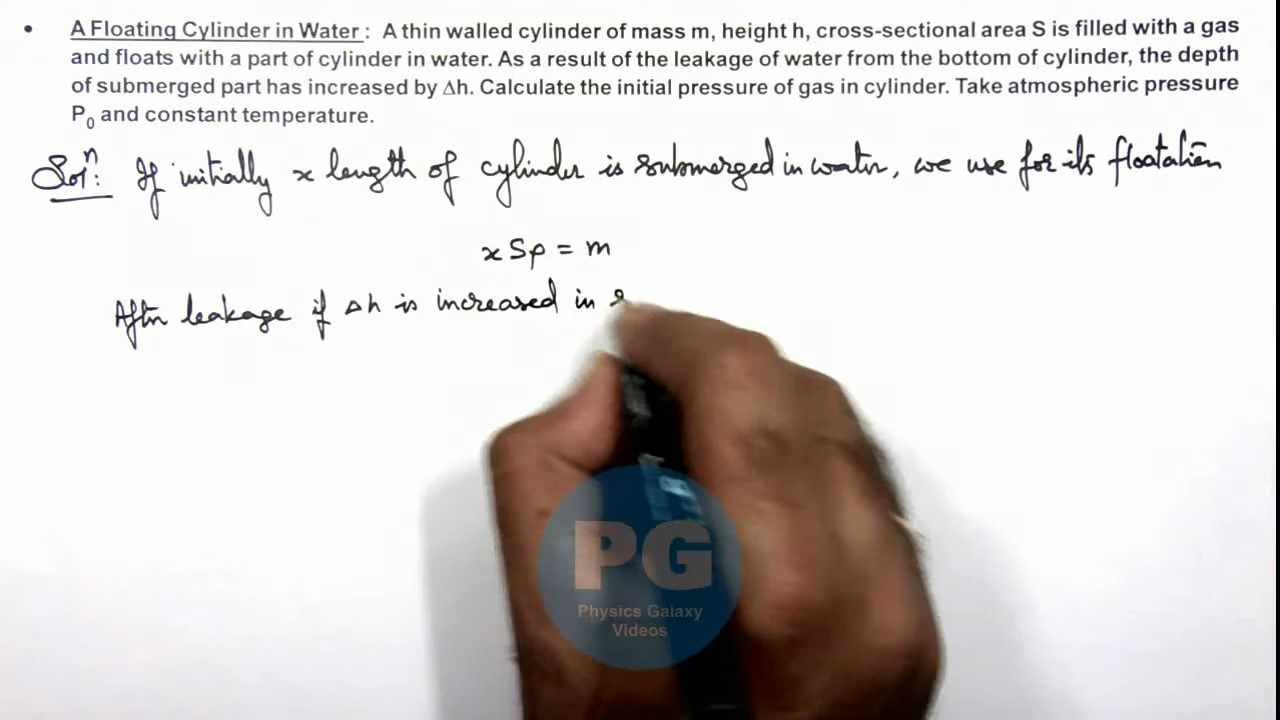 • A Floating Cylinder in Water : A thin walled cylinder of mass m, height h, cross-sectional area S is filled with a gas
and floats with a part of cylinder in water. As a result of the leakage of water from the bottom of cylinder, the depth
of submerged part has increased by Δh. Calculate the initial pressure of gas in cylinder. Take atmospheric pressure
P₀ and constant temperature.
Solⁿ: If initially x length of cylinder is submerged in water, we use for its floatation
x S ρ = m
After leakage if Δh is increased in
PG
Physics Galaxy
Videos